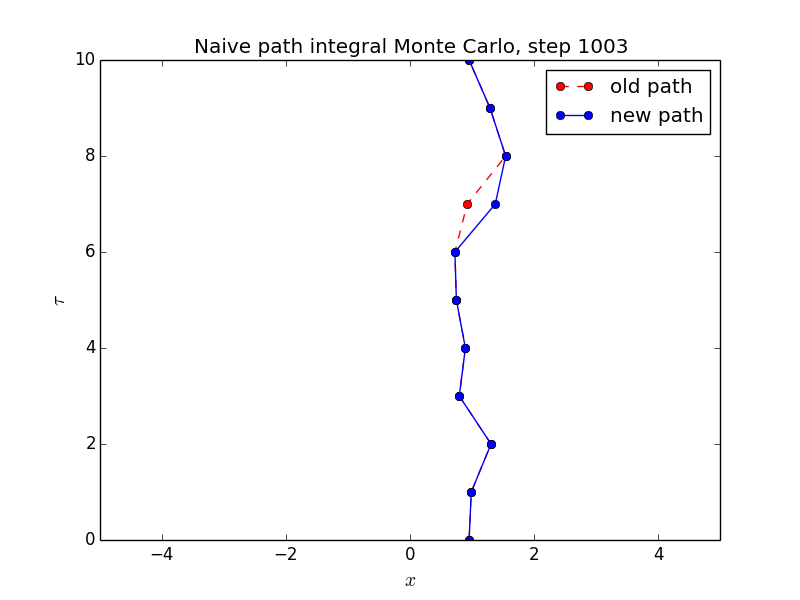 Naive path integral Monte Carlo, step 1003
10
old path
new path
8
6
τ
4
2
0
−4 −2 0 2 4
x